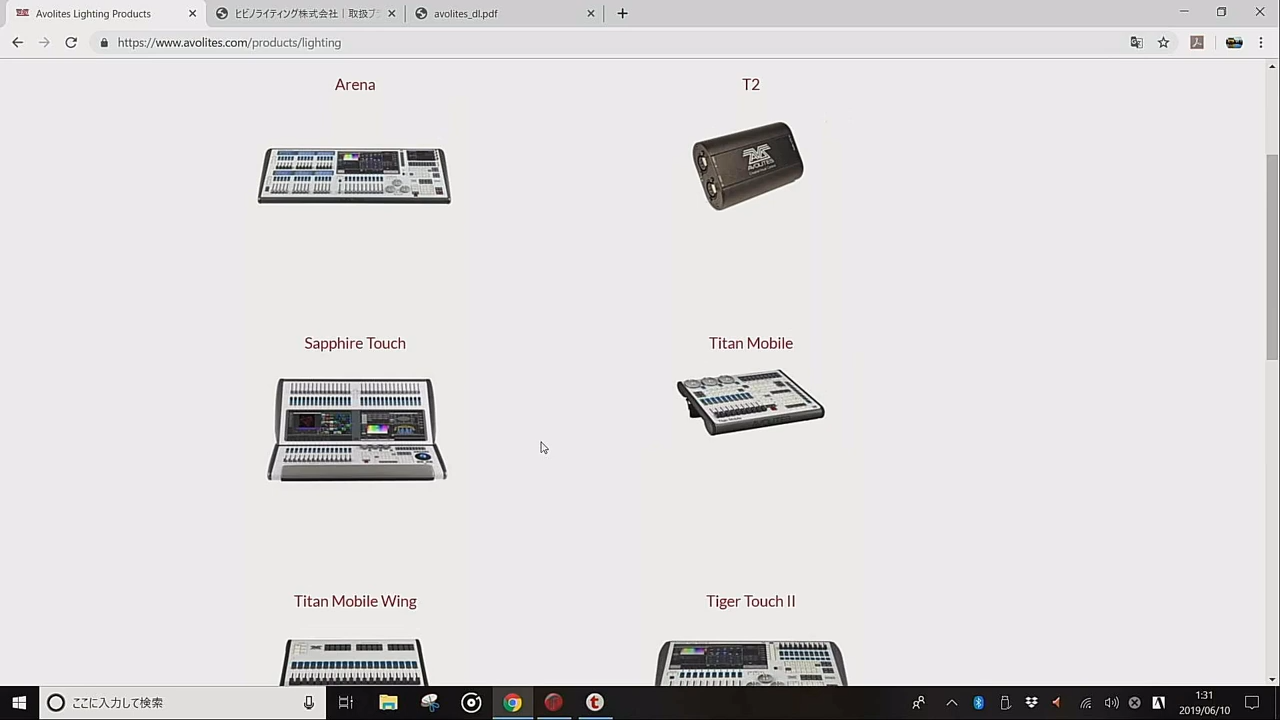 Avolites Lighting Products
ヒビノライティング株式会社｜取扱ブ
avolites_dl.pdf
https://www.avolites.com/products/lighting
Arena
T2
AVOLITES
Sapphire Touch
Titan Mobile
Titan Mobile Wing
Tiger Touch II
ここに入力して検索
A
1:31
2019/06/10